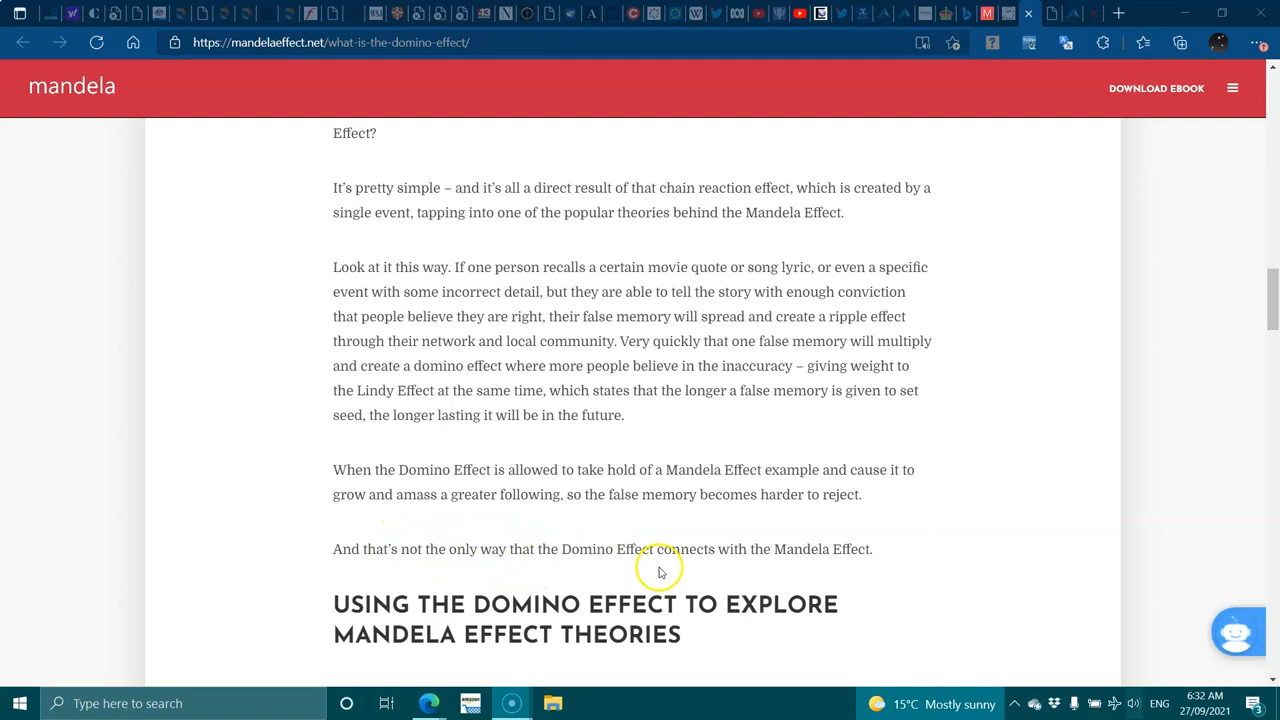 https://mandelaeffect.net/what-is-the-domino-effect/
mandela
DOWNLOAD EBOOK
Effect?
It's pretty simple – and it's all a direct result of that chain reaction effect, which is created by a
single event, tapping into one of the popular theories behind the Mandela Effect.
Look at it this way. If one person recalls a certain movie quote or song lyric, or even a specific
event with some incorrect detail, but they are able to tell the story with enough conviction
that people believe they are right, their false memory will spread and create a ripple effect
through their network and local community. Very quickly that one false memory will multiply
and create a domino effect where more people believe in the inaccuracy – giving weight to
the Lindy Effect at the same time, which states that the longer a false memory is given to set
seed, the longer lasting it will be in the future.
When the Domino Effect is allowed to take hold of a Mandela Effect example and cause it to
grow and amass a greater following, so the false memory becomes harder to reject.
And that's not the only way that the Domino Effect connects with the Mandela Effect.
USING THE DOMINO EFFECT TO EXPLORE
MANDELA EFFECT THEORIES
Type here to search
15°C Mostly sunny
ENG
6:32 AM
27/09/2021